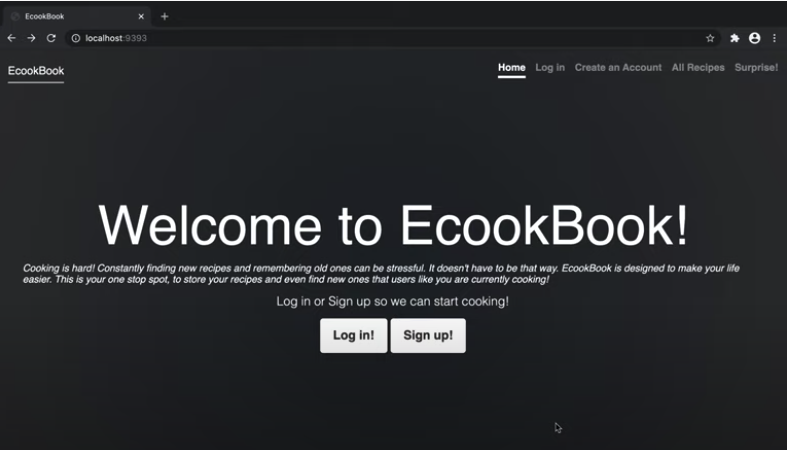 EcookBook
localhost:9393
EcookBook
Home Log in Create an Account All Recipes Surprise!
Welcome to EcookBook!
Cooking is hard! Constantly finding new recipes and remembering old ones can be stressful. It doesn't have to be that way. EcookBook is designed to make your life
easier. This is your one stop spot, to store your recipes and even find new ones that users like you are currently cooking!
Log in or Sign up so we can start cooking!
Log in! Sign up!